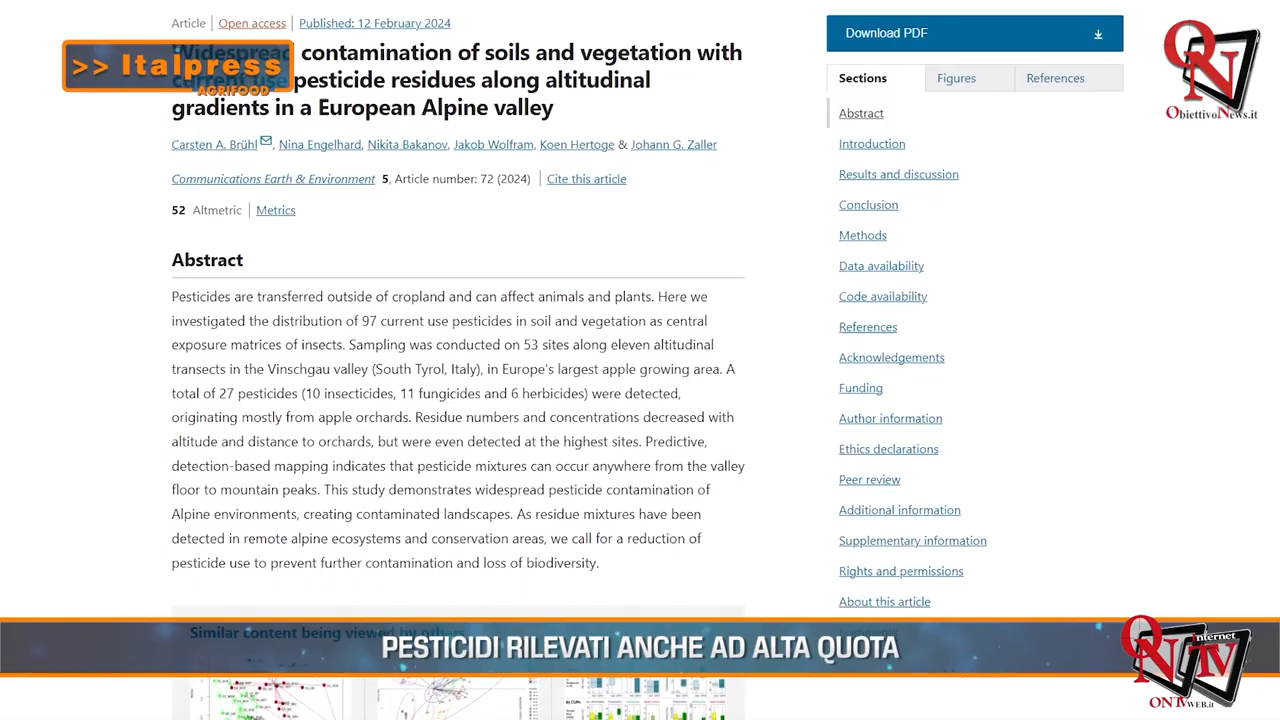 Article Open access Published: 12 February 2024
Widespread contamination of soils and vegetation with
current use pesticide residues along altitudinal
gradients in a European Alpine valley
>> Italpress
AGRIFOOD
Carsten A. Brühl, Nina Engelhard, Nikita Bakanov, Jakob Wolfram, Koen Hertoge & Johann G. Zaller
Communications Earth & Environment 5, Article number: 72 (2024) Cite this article
52 Altmetric Metrics
Abstract
Pesticides are transferred outside of cropland and can affect animals and plants. Here we
investigated the distribution of 97 current use pesticides in soil and vegetation as central
exposure matrices of insects. Sampling was conducted on 53 sites along eleven altitudinal
transects in the Vinschgau valley (South Tyrol, Italy), in Europe's largest apple growing area. A
total of 27 pesticides (10 insecticides, 11 fungicides and 6 herbicides) were detected,
originating mostly from apple orchards. Residue numbers and concentrations decreased with
altitude and distance to orchards, but were even detected at the highest sites. Predictive,
detection-based mapping indicates that pesticide mixtures can occur anywhere from the valley
floor to mountain peaks. This study demonstrates widespread pesticide contamination of
Alpine environments, creating contaminated landscapes. As residue mixtures have been
detected in remote alpine ecosystems and conservation areas, we call for a reduction of
pesticide use to prevent further contamination and loss of biodiversity.
Similar content being viewed by others
Download PDF
Sections Figures References
Abstract
Introduction
Results and discussion
Conclusion
Methods
Data availability
Code availability
References
Acknowledgements
Funding
Author information
Ethics declarations
Peer review
Additional information
Supplementary information
Rights and permissions
About this article
ON
ObiettivoNews.it
PESTICIDI RILEVATI ANCHE AD ALTA QUOTA
internet
ON TV
ONTVWEB.it